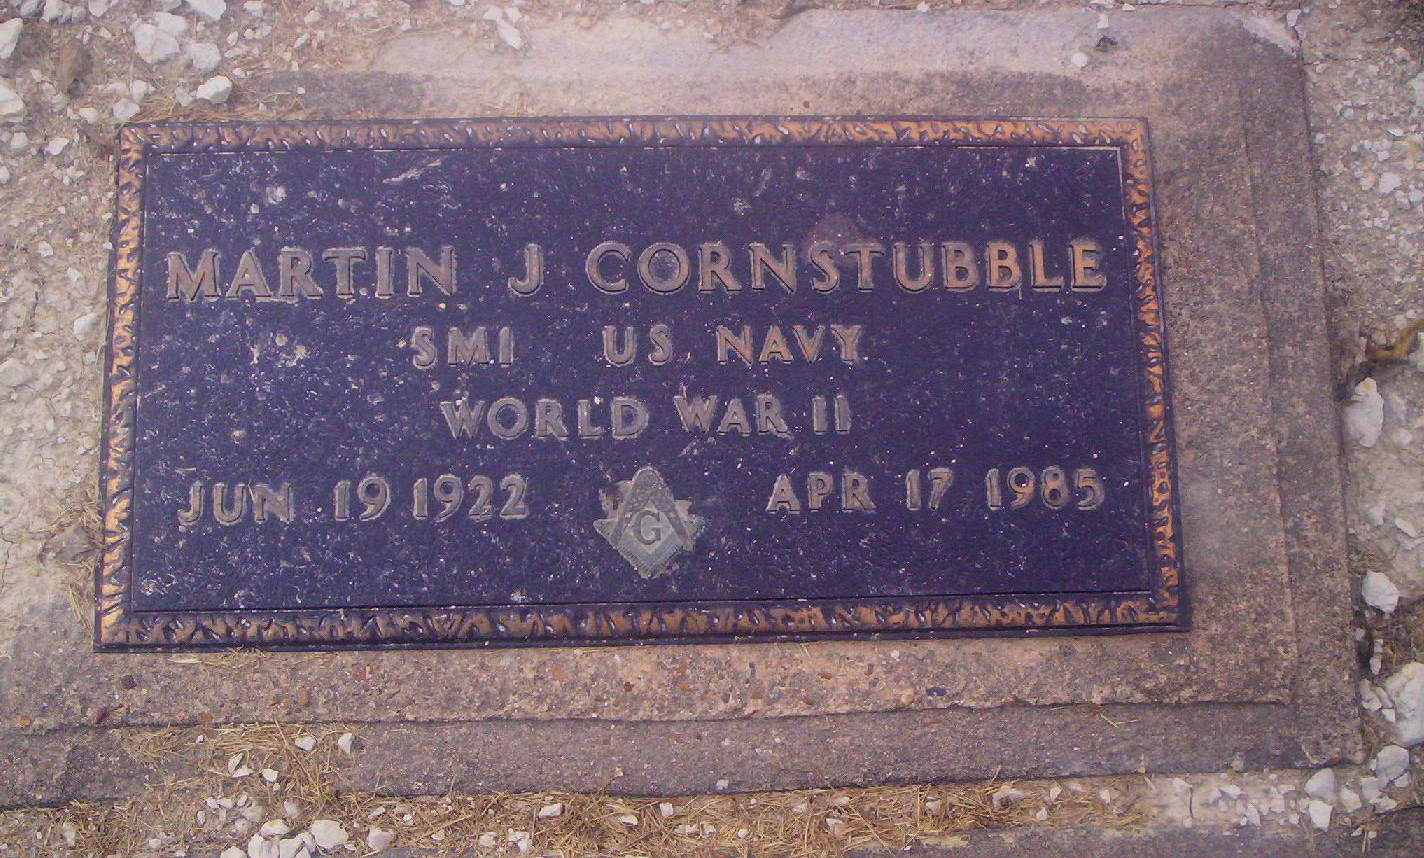 MARTIN J CORNSTUBBLE
SM1 US NAVY
WORLD WAR II
JUN 19 1922 G APR 17 1985